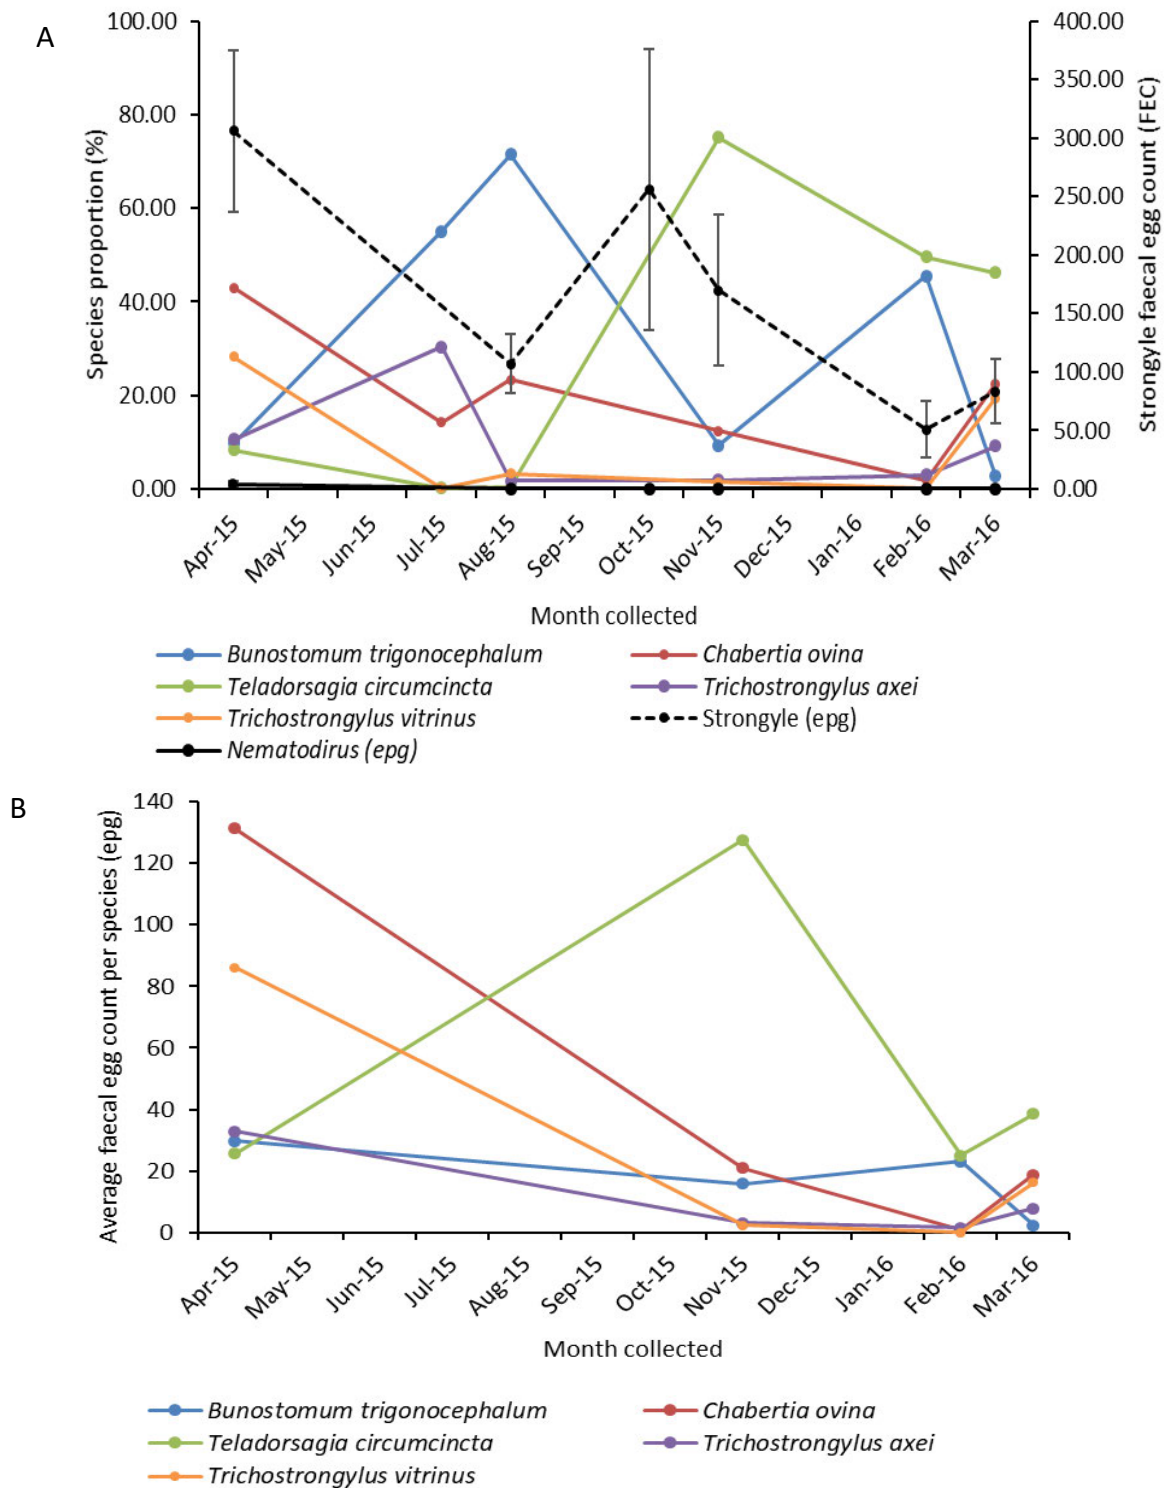 A
100.00
80.00
60.00
40.00
20.00
0.00
Species proportion (%)
400.00
350.00
300.00
250.00
200.00
150.00
100.00
50.00
0.00
Strongyle faecal egg count (FEC)
Apr-15 May-15 Jun-15 Jul-15 Aug-15 Sep-15 Oct-15 Nov-15 Dec-15 Jan-16 Feb-16 Mar-16
Month collected
Bunostomum trigonocephalum Chabertia ovina
Teladorsagia circumcincta Trichostrongylus axei
Trichostrongylus vitrinus Strongyle (epg)
Nematodirus (epg)
B
140
120
100
80
60
40
20
0
Average faecal egg count per species (epg)
Apr-15 May-15 Jun-15 Jul-15 Aug-15 Sep-15 Oct-15 Nov-15 Dec-15 Jan-16 Feb-16 Mar-16
Month collected
Bunostomum trigonocephalum Chabertia ovina
Teladorsagia circumcincta Trichostrongylus axei
Trichostrongylus vitrinus